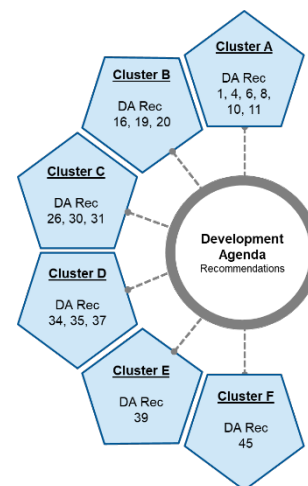 Cluster A
DA Rec
1, 4, 6, 8,
10, 11
Cluster B
DA Rec
16, 19, 20
Cluster C
DA Rec
26, 30, 31
Development
Agenda
Recommendations
Cluster D
DA Rec
34, 35, 37
Cluster E
DA Rec
39
Cluster F
DA Rec
45